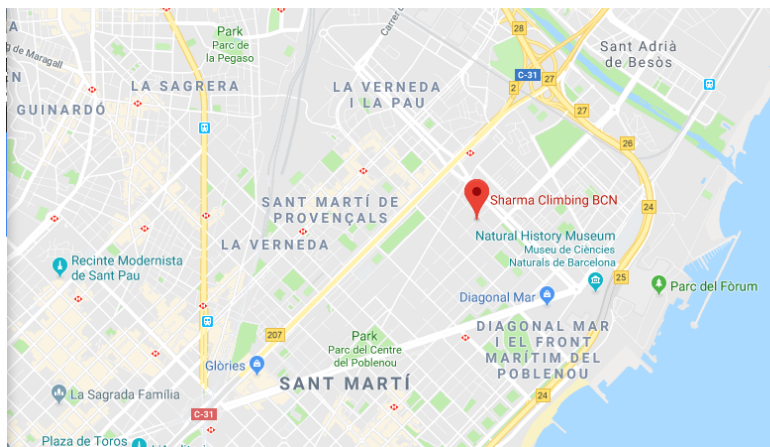 A
Park
Parc de
la Pegaso
Carrer d
28
Sant Adrià
de Besòs
g de Maragall
N
LA SAGRERA
LA VERNEDA
I LA PAU
C-31
27
2
GUINARDÓ
27
26
SANT MARTÍ DE
PROVENÇALS
Sharma Climbing BCN
24
LA VERNEDA
Natural History Museum
Museu de Ciències
Naturals de Barcelona
Recinte Modernista
de Sant Pau
25
Parc del Fòrum
Diagonal Mar
207
Park
Parc del Centre
del Poblenou
DIAGONAL MAR
I EL FRONT
MARÍTIM DEL
POBLENOU
Glòries
SANT MARTÍ
La Sagrada Família
24
C-31
Plaza de Toros